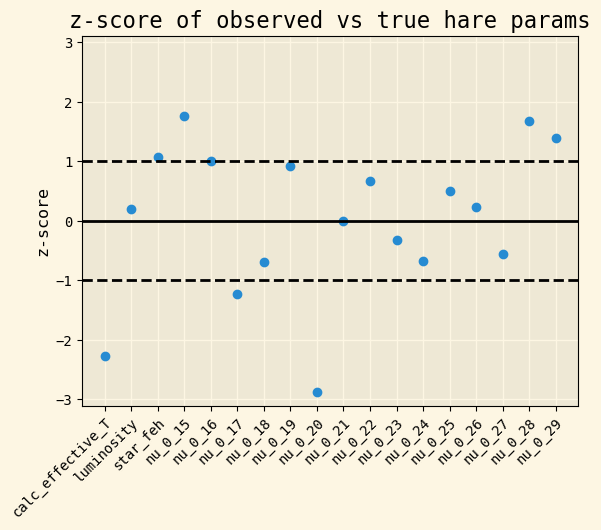 z-score of observed vs true hare params
z-score
3
2
1
0
−1
−2
−3
calc_effective_T
luminosity
star_feh
nu_0_15
nu_0_16
nu_0_17
nu_0_18
nu_0_19
nu_0_20
nu_0_21
nu_0_22
nu_0_23
nu_0_24
nu_0_25
nu_0_26
nu_0_27
nu_0_28
nu_0_29